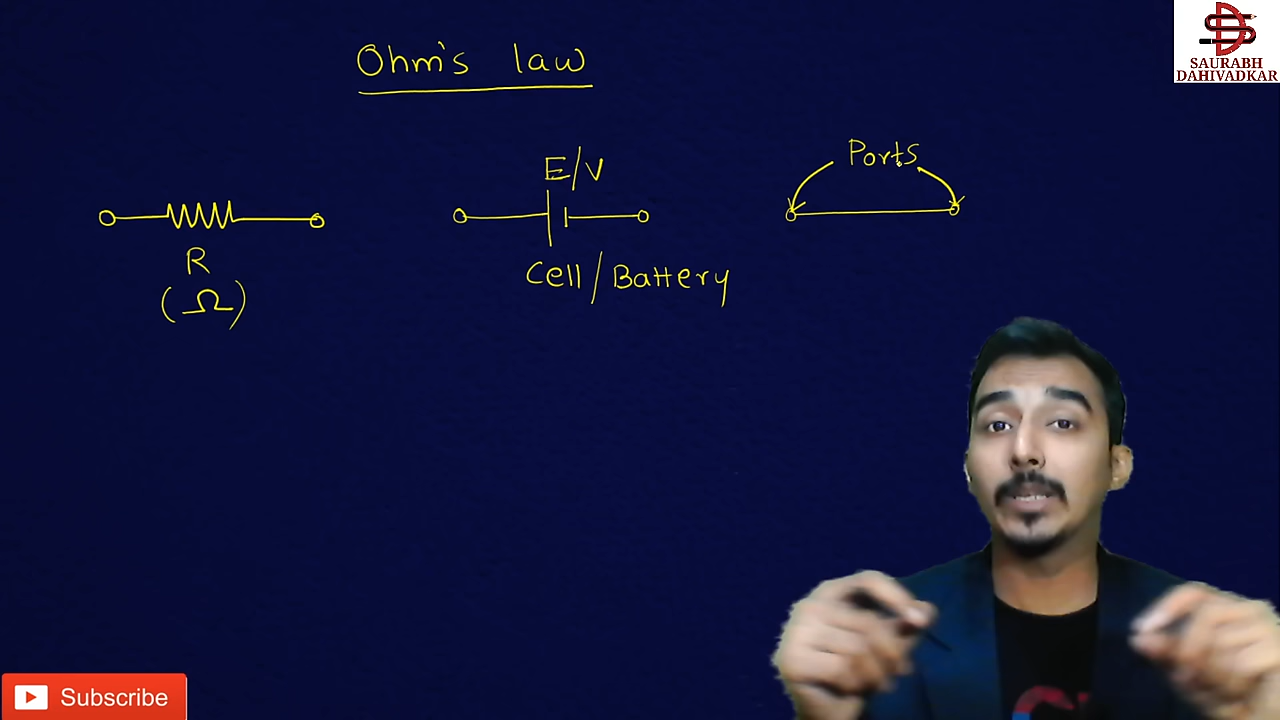 Ohm's law
SAURABH
DAHIVADKAR
E/V
Ports
R
(Ω)
Cell/Battery
Subscribe